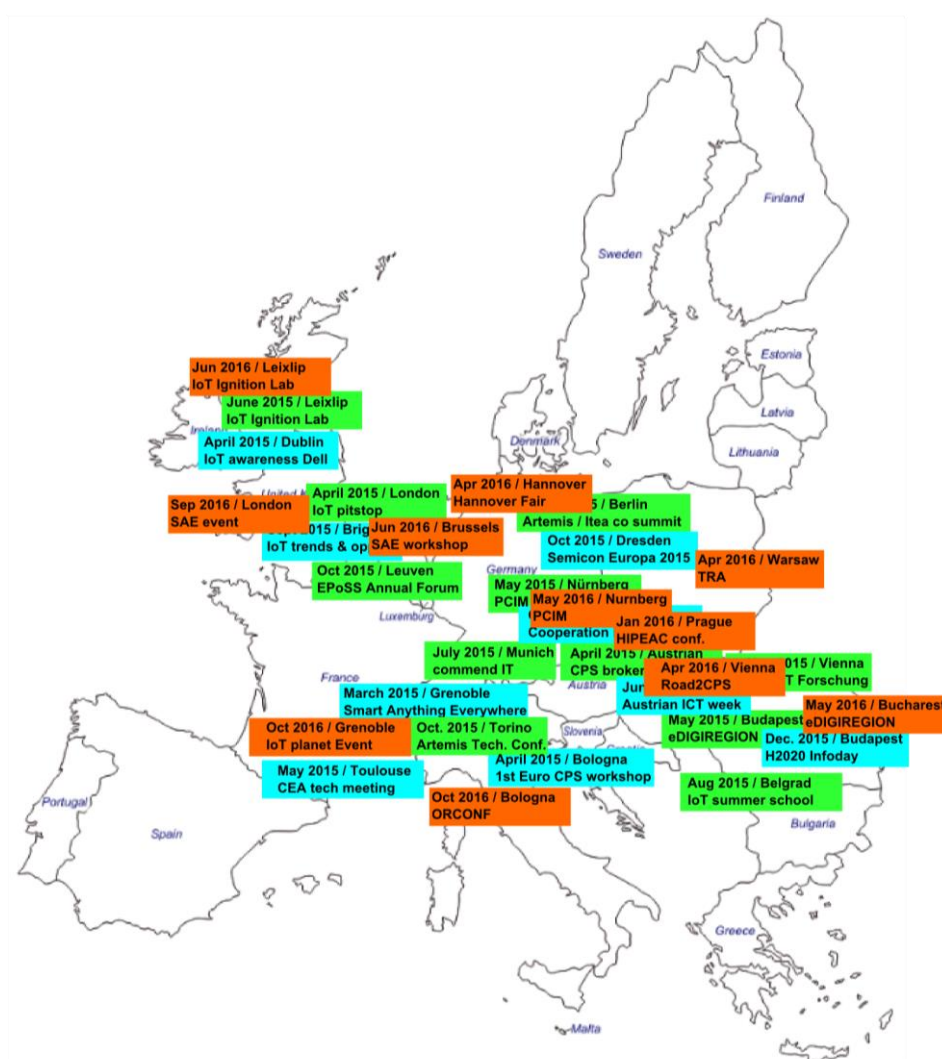 Finland
Sweden
Estonia
Latvia
Lithuania
Denmark
Jun 2016 / Leixlip
IoT Ignition Lab
June 2015 / Leixlip
IoT Ignition Lab
April 2015 / Dublin
IoT awareness Dell
Sep 2016 / London
SAE event
April 2015 / London
IoT pitstop
2015 /
IoT trends &
Jun 2016 / Brussels
SAE workshop
Oct 2015 / Leuven
EPoSS Annual Forum
Luxemburg
Apr 2016 / Hannover
Hannover Fair
/ Berlin
Artemis / Itea co summit
Oct 2015 / Dresden
Semicon Europa 2015
Apr 2016 / Warsaw
TRA
Germany
May 2015 / Nürnberg
PCIM
May 2016 / Nurnberg
PCIM
Cooperation
Jan 2016 / Prague
HIPEAC conf.
July 2015 / Munich
commend IT
April 2015 / Austrian
CPS
Apr 2016 / Vienna
Road2CPS
2015 / Vienna
Forschung
France
Austria
Austrian ICT week
March 2015 / Grenoble
Smart Anything Everywhere
Oct 2016 / Grenoble
IoT planet Event
Oct. 2015 / Torino
Artemis Tech. Conf.
Slovenia
May 2015 / Budapest
eDIGIREGION
May 2016 / Bucharest
eDIGIREGION
Dec. 2015 / Budapest
H2020 Infoday
May 2015 / Toulouse
CEA tech meeting
April 2015 / Bologna
1st Euro CPS workshop
Oct 2016 / Bologna
ORCONF
Aug 2015 / Belgrad
IoT summer school
Bulgaria
Portugal
Spain
Greece
Malta